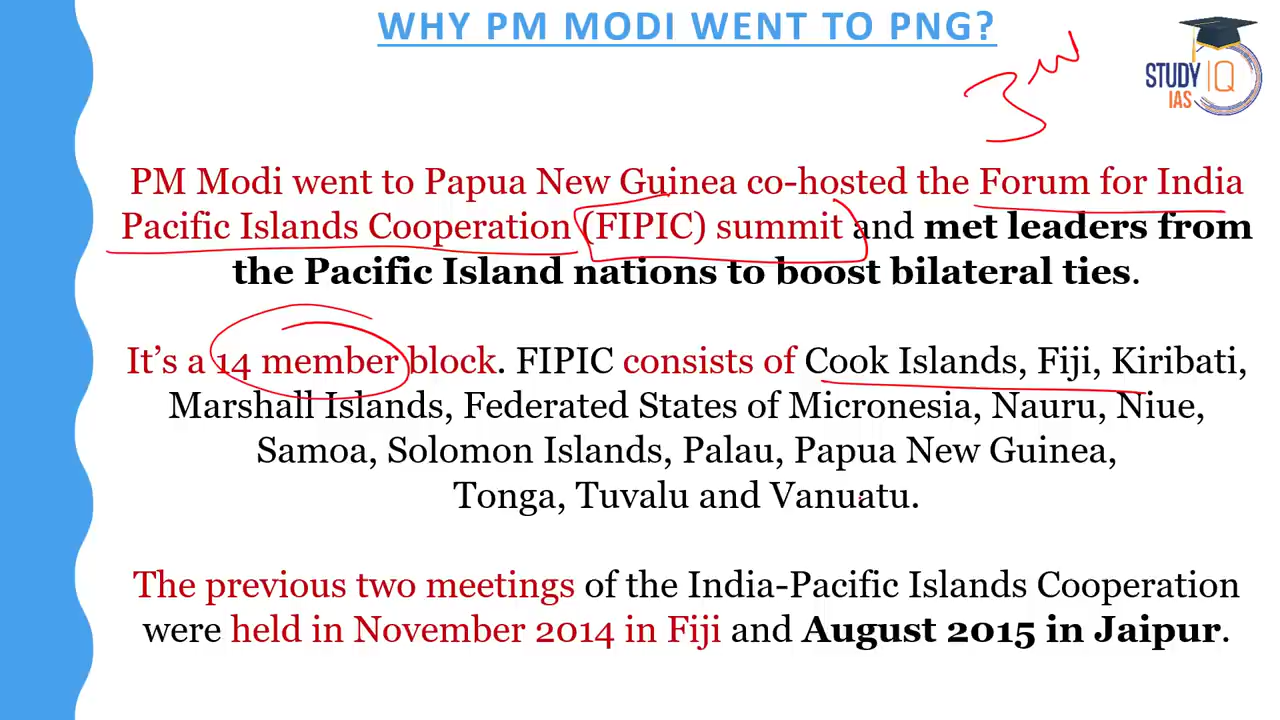 WHY PM MODI WENT TO PNG?
STUDY IQ
IAS
3rd
PM Modi went to Papua New Guinea co-hosted the Forum for India
Pacific Islands Cooperation (FIPIC) summit and met leaders from
the Pacific Island nations to boost bilateral ties.
It's a 14 member block. FIPIC consists of Cook Islands, Fiji, Kiribati,
Marshall Islands, Federated States of Micronesia, Nauru, Niue,
Samoa, Solomon Islands, Palau, Papua New Guinea,
Tonga, Tuvalu and Vanuatu.
The previous two meetings of the India-Pacific Islands Cooperation
were held in November 2014 in Fiji and August 2015 in Jaipur.